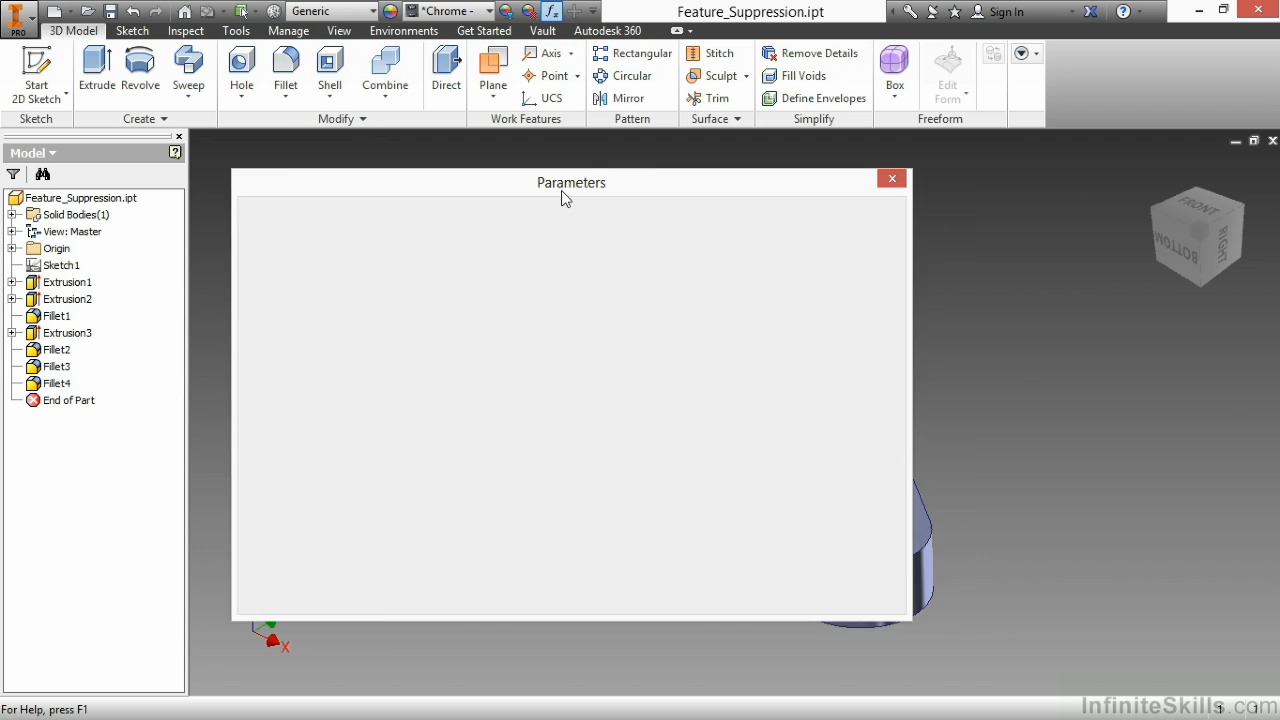 PRO
Generic
*Chrome -
fx
Feature_Suppression.ipt
Sign In
3D Model
Sketch
Inspect
Tools
Manage
View
Environments
Get Started
Vault
Autodesk 360
Start
2D Sketch
Extrude
Revolve
Sweep
Hole
Fillet
Shell
Combine
Direct
Plane
Axis
Point
UCS
Rectangular
Circular
Mirror
Stitch
Sculpt
Trim
Remove Details
Fill Voids
Define Envelopes
Box
Edit
Form
Sketch
Create
Modify
Work Features
Pattern
Surface
Simplify
Freeform
Model
Parameters
Feature_Suppression.ipt
Solid Bodies(1)
View: Master
Origin
Sketch1
Extrusion1
Extrusion2
Fillet1
Extrusion3
Fillet2
Fillet3
Fillet4
End of Part
FRONT
RIGHT
BOTTOM
X
For Help, press F1
1
1
InfiniteSkills.com